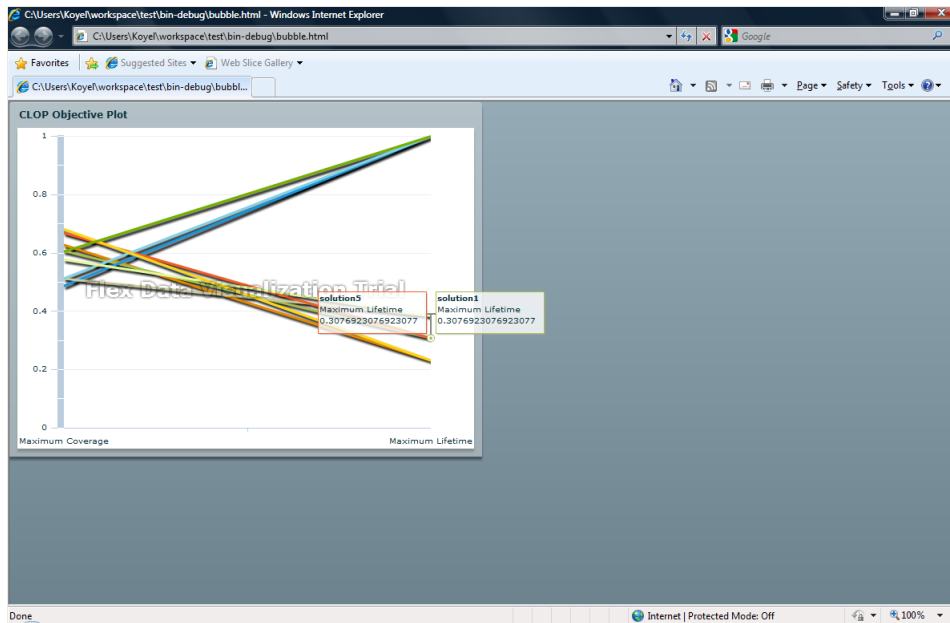 C:\Users\Koyel\workspace\test\bin-debug\bubble.html - Windows Internet Explorer
C:\Users\Koyel\workspace\test\bin-debug\bubble.html
Google
Favorites
Suggested Sites
Web Slice Gallery
C:\Users\Koyel\workspace\test\bin-debug\bubbl...
Page
Safety
Tools
CLOP Objective Plot
1
0.8
0.6
Flex Data Visualization Trial
solution5
Maximum Lifetime
0.3076923076923077
solution1
Maximum Lifetime
0.3076923076923077
0.4
0.2
0
Maximum Coverage
Maximum Lifetime
Done
Internet | Protected Mode: Off
100%